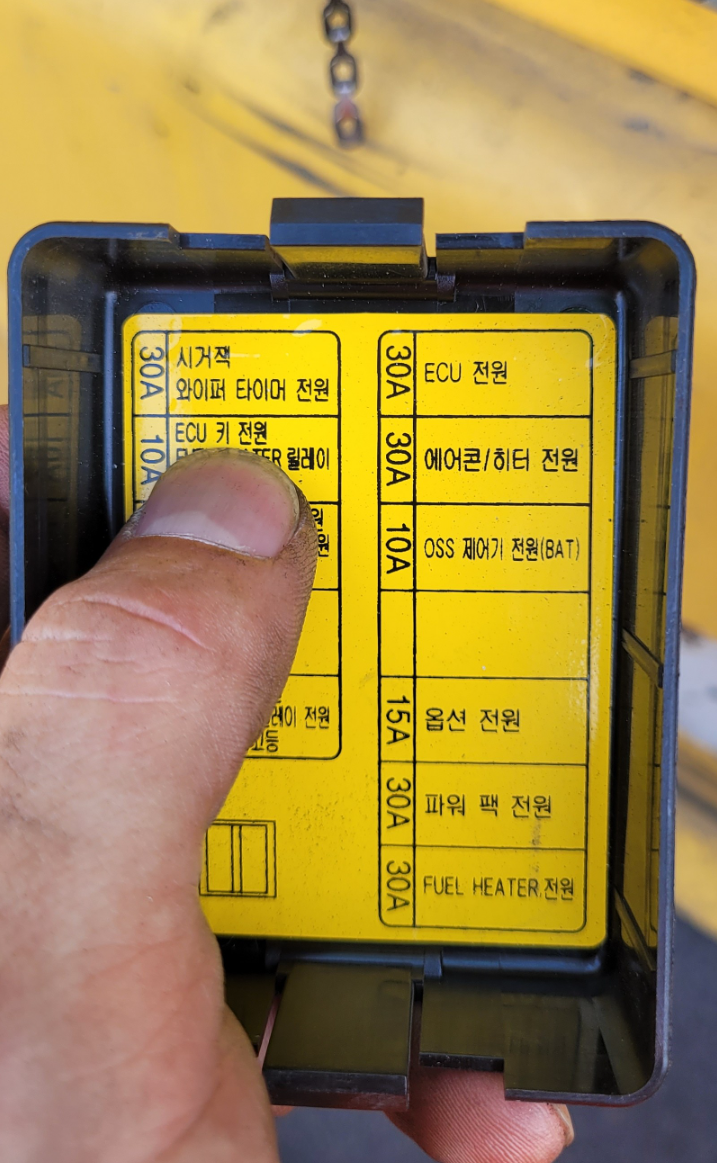 30A
시거잭
와이퍼 타이머 전원
10A
ECU 키 전원
릴레이
전원
30A
ECU 전원
30A
에어콘/히터 전원
10A
OSS 제어기 전원(BAT)
15A
옵션 전원
30A
파워 팩 전원
30A
FUEL HEATER.전원